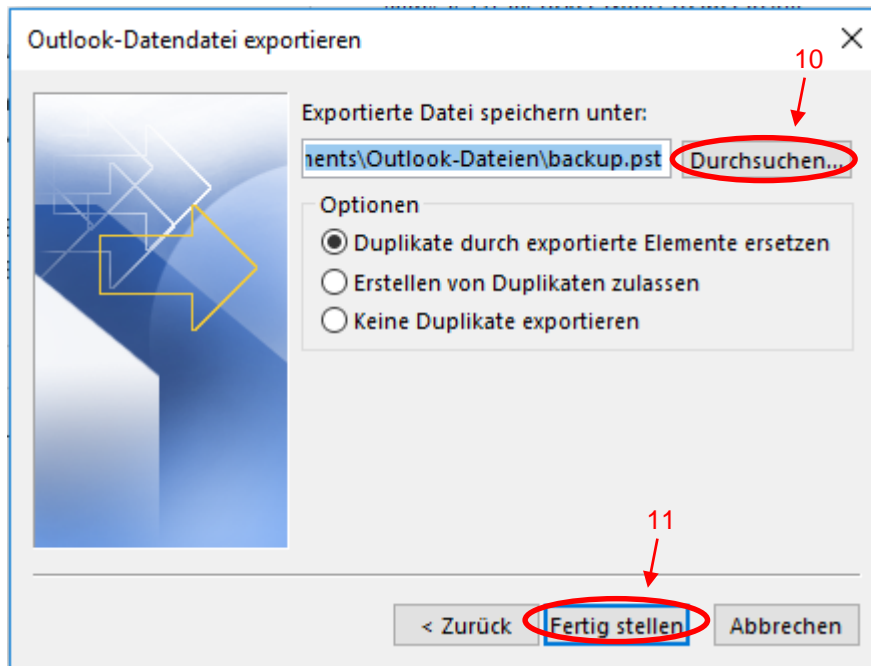 Outlook-Datendatei exportieren
10
Exportierte Datei speichern unter:
nents\Outlook-Dateien\backup.pst Durchsuchen...
Optionen
Duplikate durch exportierte Elemente ersetzen
Erstellen von Duplikaten zulassen
Keine Duplikate exportieren
11
< Zurück Fertig stellen Abbrechen